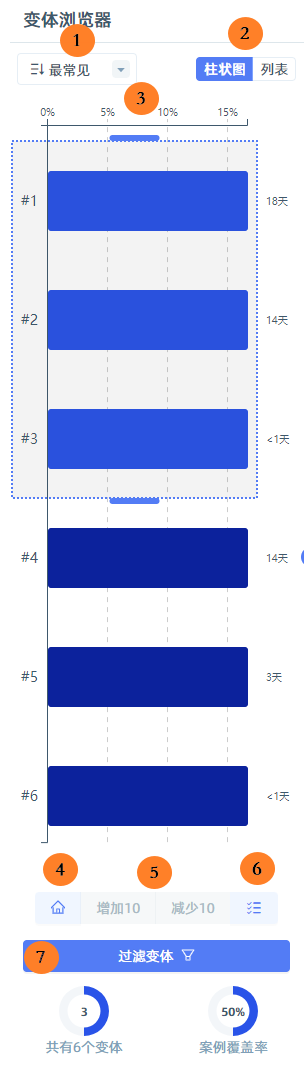 变体浏览器
1
2
最常见
柱状图 列表
3
0% 5% 10% 15%
#1 18天
#2 14天
#3 <1天
#4 14天
#5 3天
#6 <1天
4 5 6
增加10 减少10
7 过滤变体
3 50%
共有6个变体 案例覆盖率